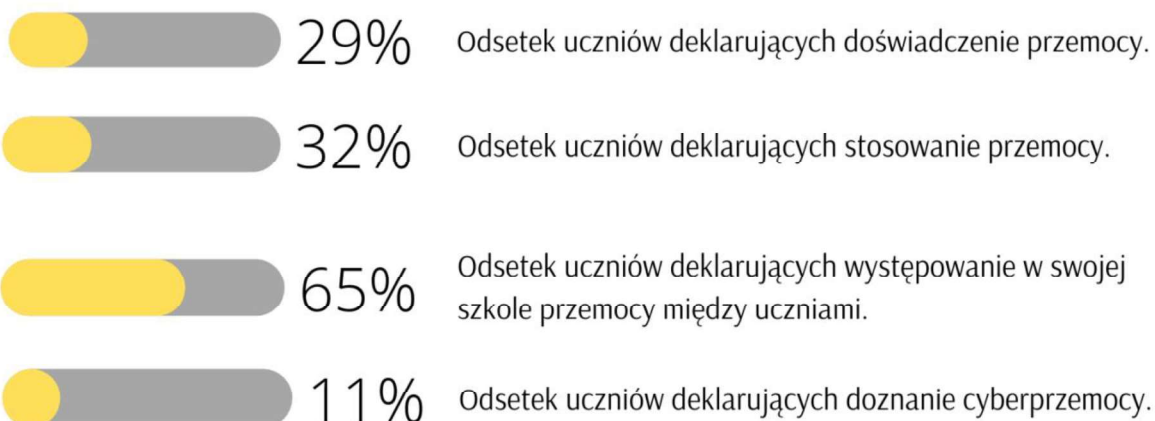 29% Odsetek uczniów deklarujących doświadczenie przemocy.
32% Odsetek uczniów deklarujących stosowanie przemocy.
65% Odsetek uczniów deklarujących występowanie w swojej
szkole przemocy między uczniami.
11% Odsetek uczniów deklarujących doznanie cyberprzemocy.